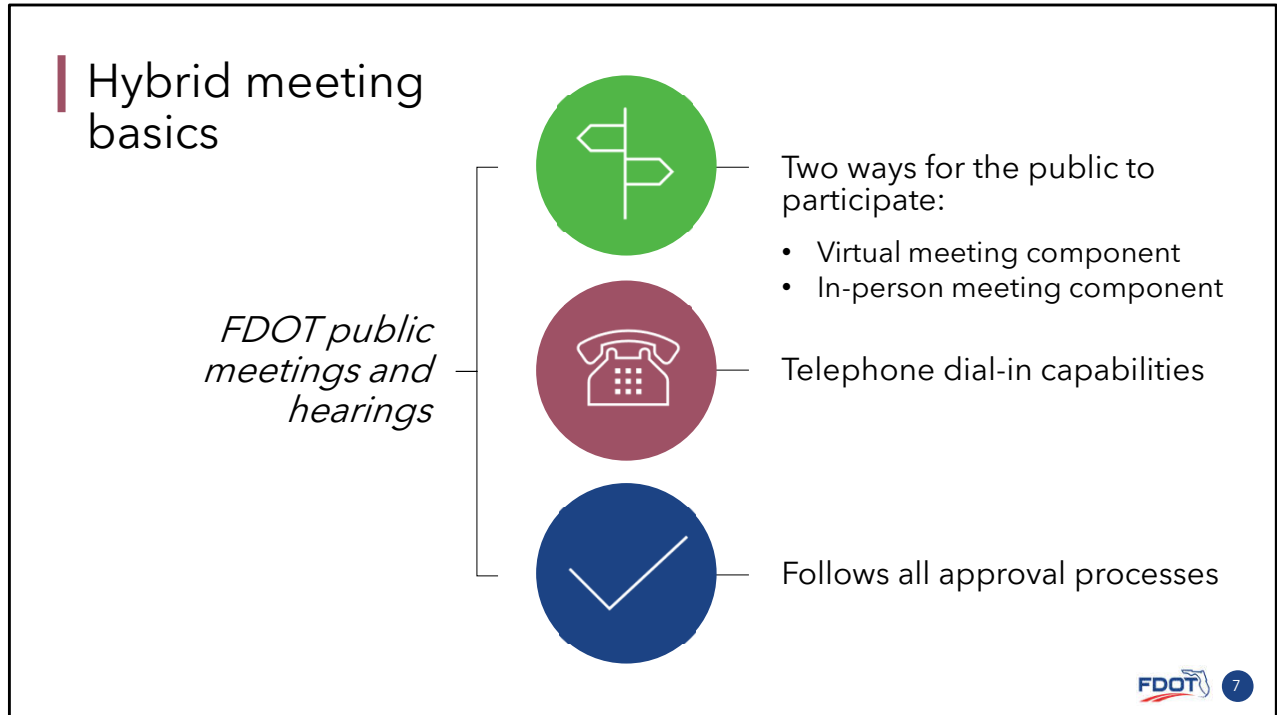 Hybrid meeting
basics
FDOT public
meetings and
hearings
Two ways for the public to
participate:
• Virtual meeting component
• In-person meeting component
Telephone dial-in capabilities
Follows all approval processes
FDOT
7